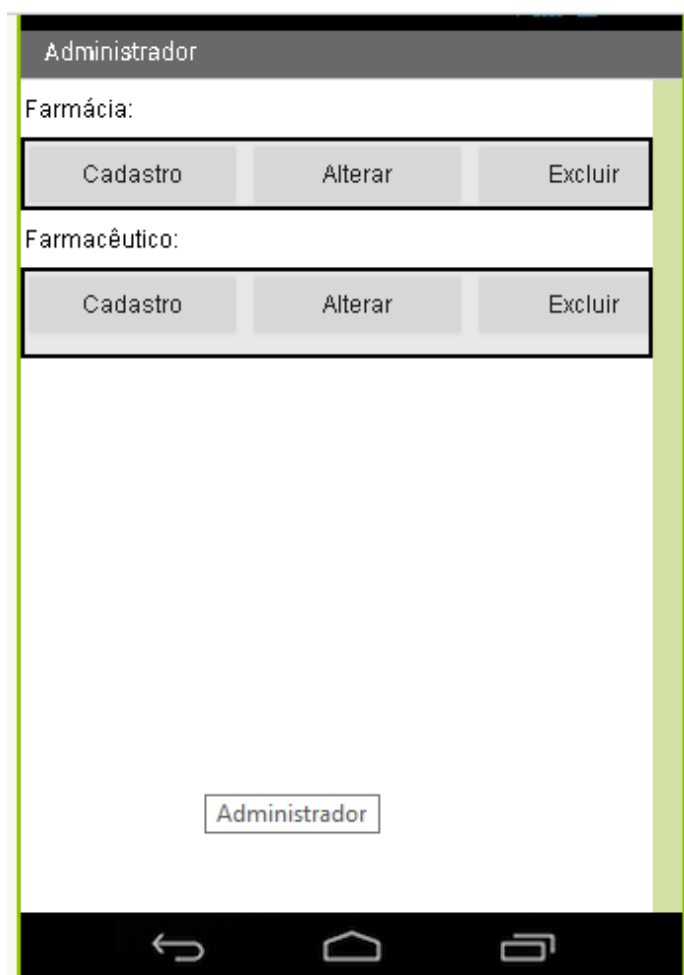 Administrador
Farmácia:
Cadastro Alterar Excluir
Farmacêutico:
Cadastro Alterar Excluir
Administrador